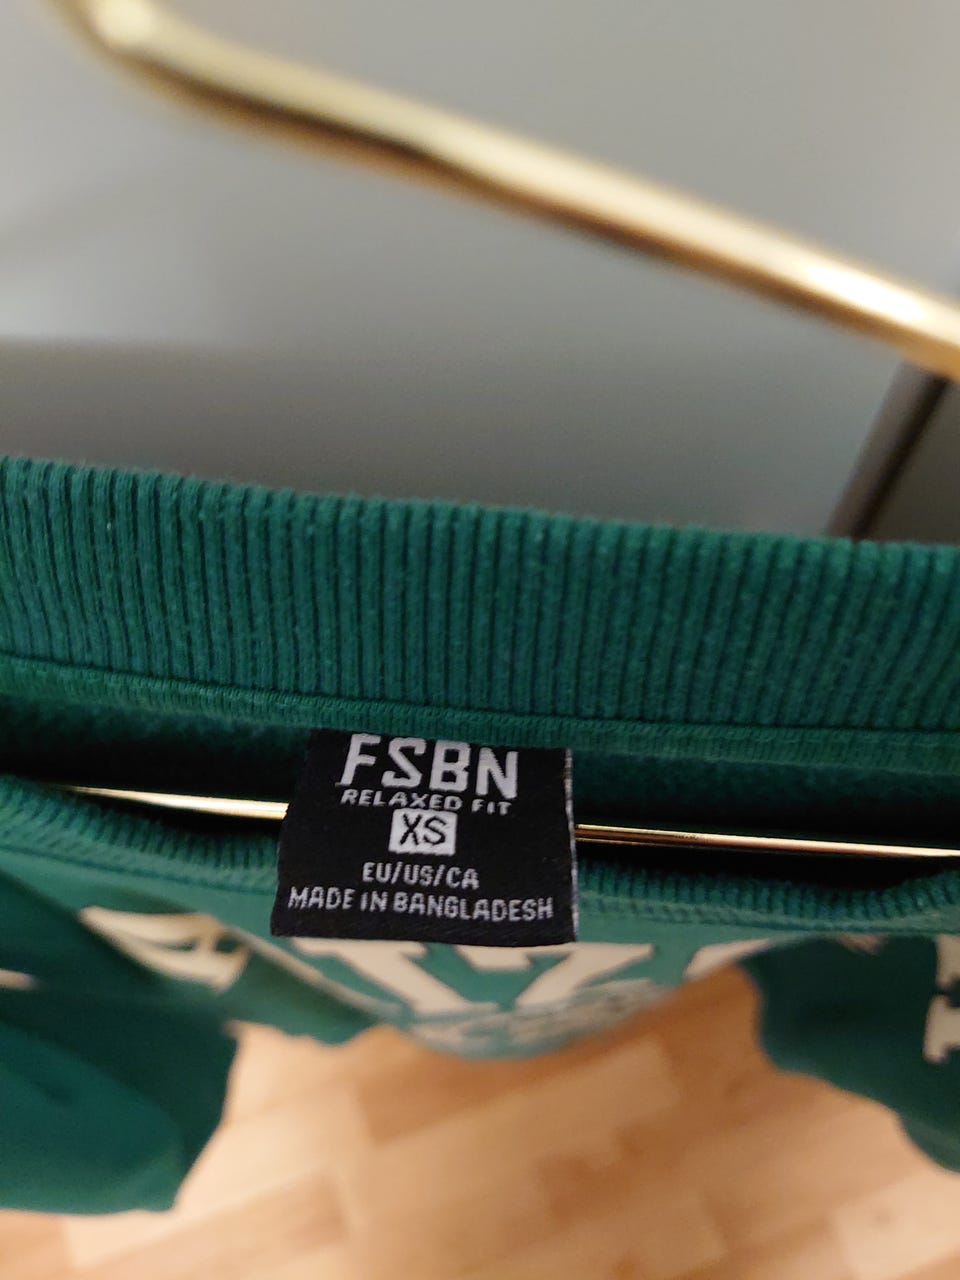 FSBN
RELAXED FIT
XS
EU/US/CA
MADE IN BANGLADESH